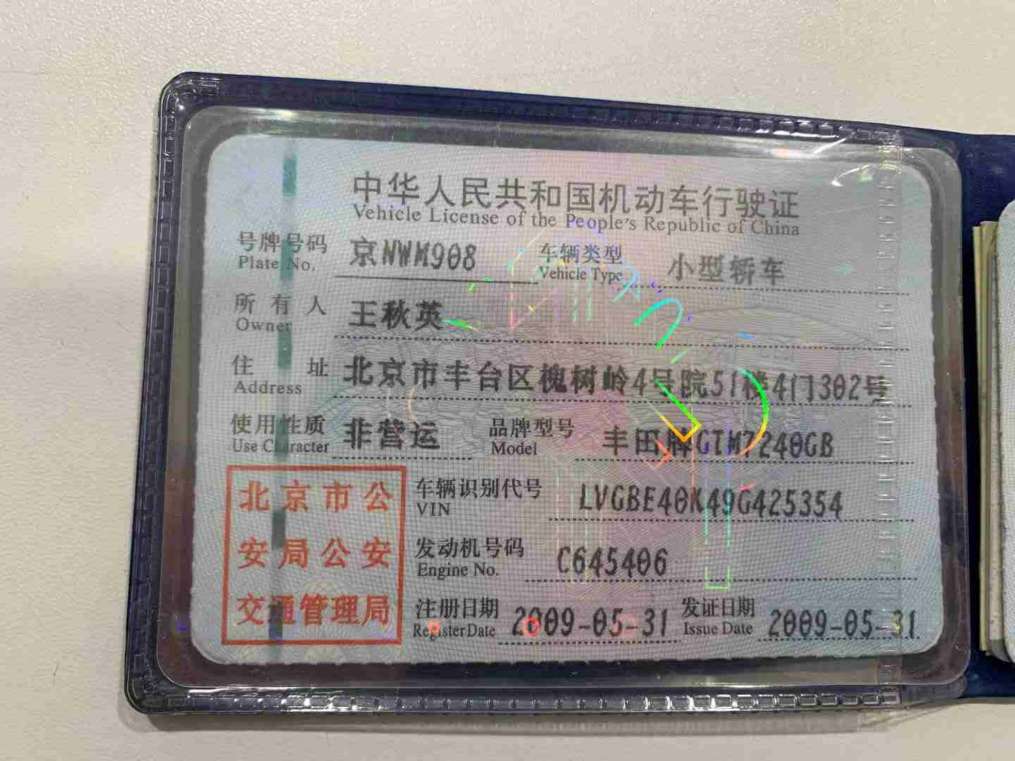 中华人民共和国机动车行驶证
Vehicle License of the People's Republic of China
号牌号码 京NWM908 车辆类型 小型轿车
Plate No. Vehicle Type
所有人 王秋英
Owner
住址 北京市丰台区槐树岭4号院51楼4门302号
Address
使用性质 非营运 品牌型号 丰田牌GTM7240GB
Use Character Model
北京市公
安局公安
交通管理局
车辆识别代号 LVGBE40K49G425354
VIN
发动机号码 C645406
Engine No.
注册日期 2009-05-31 发证日期 2009-05-31
Register Date Issue Date